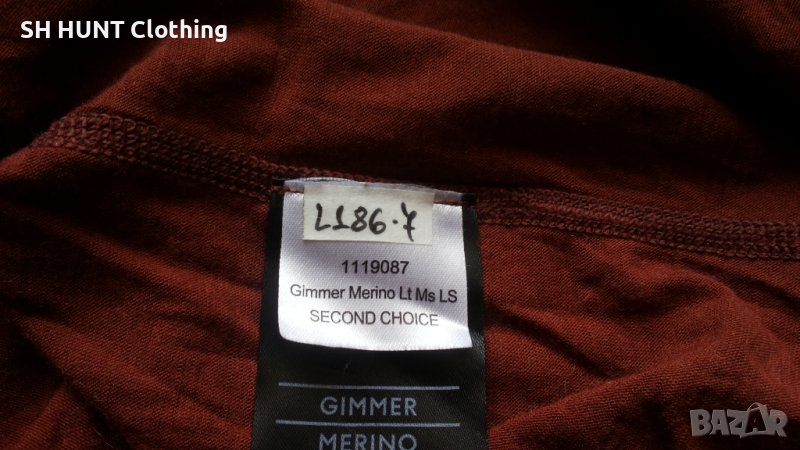 SH HUNT Clothing
L186.7
1119087
Gimmer Merino Lt Ms LS
SECOND CHOICE
GIMMER
MERINO
BAZAR